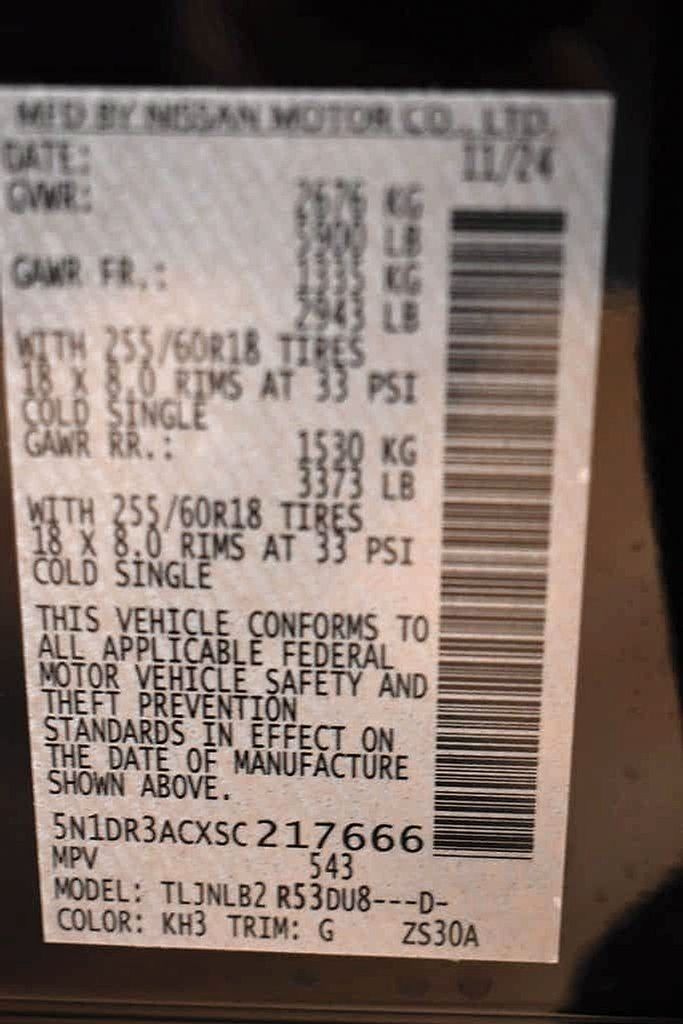 MFD BY NISSAN MOTOR CO., LTD.
DATE: 11/24
GVWR: 2676 KG
5900 LB
GAWR FR.: 1335 KG
2943 LB
WITH 255/60R18 TIRES
18 X 8.0 RIMS AT 33 PSI
COLD SINGLE
GAWR RR.: 1530 KG
3373 LB
WITH 255/60R18 TIRES
18 X 8.0 RIMS AT 33 PSI
COLD SINGLE
THIS VEHICLE CONFORMS TO
ALL APPLICABLE FEDERAL
MOTOR VEHICLE SAFETY AND
THEFT PREVENTION
STANDARDS IN EFFECT ON
THE DATE OF MANUFACTURE
SHOWN ABOVE.
5N1DR3ACXSC217666
MPV 543
MODEL: TLJNLB2 R53DU8---D-
COLOR: KH3 TRIM: G ZS30A